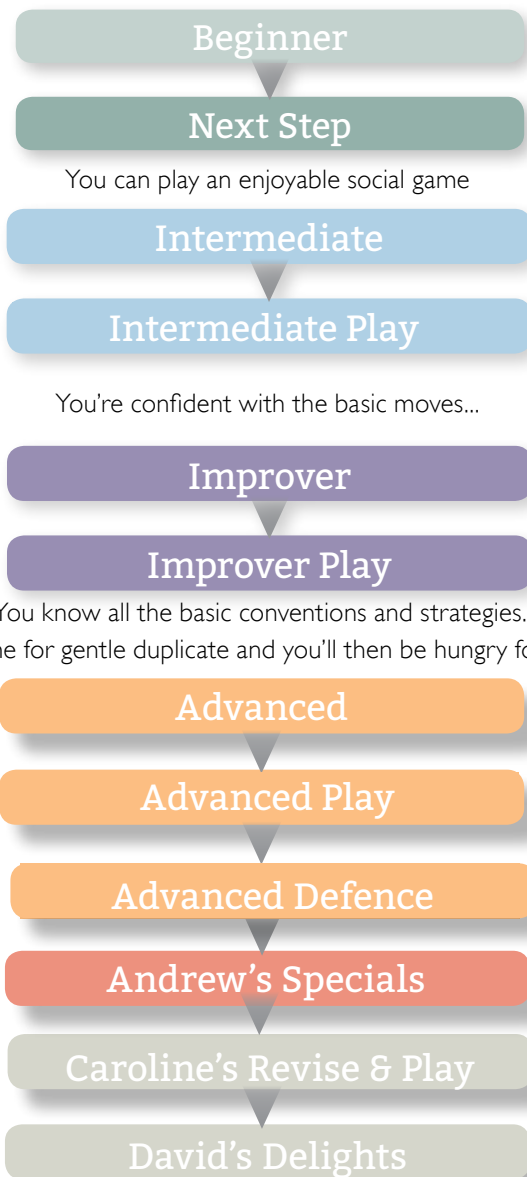 Beginner
Next Step
You can play an enjoyable social game
Intermediate
Intermediate Play
You're confident with the basic moves...
Improver
Improver Play
You know all the basic conventions and strategies.
for gentle duplicate and you'll then be hungry
Advanced
Advanced Play
Advanced Defence
Andrew's Specials
Caroline's Revise & Play
David's Delights